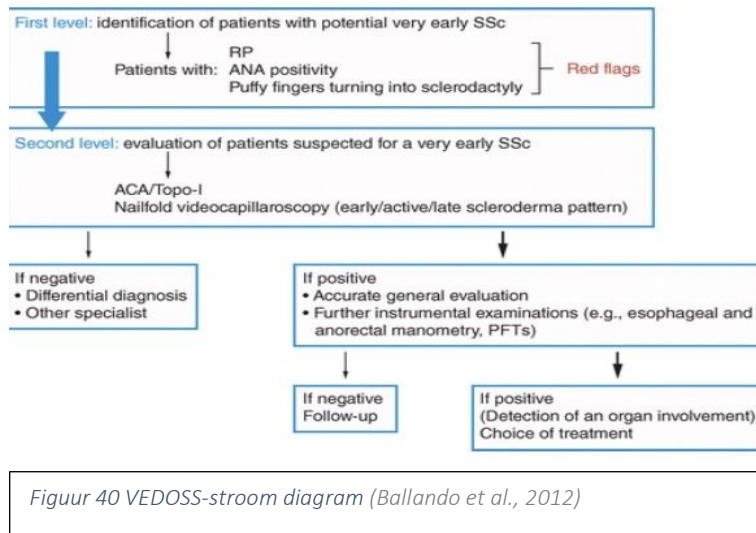 First level: identification of patients with potential very early SSc
RP
Patients with: ANA positivity
Puffy fingers turning into sclerodactyly
Red flags
Second level: evaluation of patients suspected for a very early SSc
ACA/Topo-I
Nailfold videocapillaroscopy (early/active/late scleroderma pattern)
If negative
• Differential diagnosis
• Other specialist
If positive
• Accurate general evaluation
• Further instrumental examinations (e.g., esophageal and
anorectal manometry, PFTs)
If negative
Follow-up
If positive
(Detection of an organ involvement)
Choice of treatment
Figuur 40 VEDOSS-stroom diagram (Ballando et al., 2012)